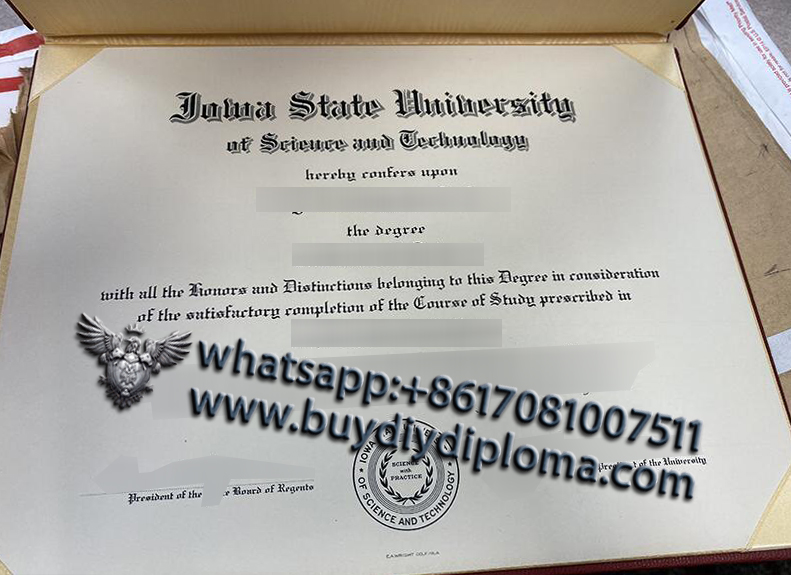 Iowa State University
of Science and Technology
hereby confers upon
the degree
with all the Honors and Distinctions belonging to this Degree in consideration
of the satisfactory completion of the Course of Study prescribed in
whatsapp:+8617081007511
www.buydiydiploma.com
IOWA
SCIENCE
with
PRACTICE
OF SCIENCE AND TECHNOLOGY
President of the Board of Regents
of the University